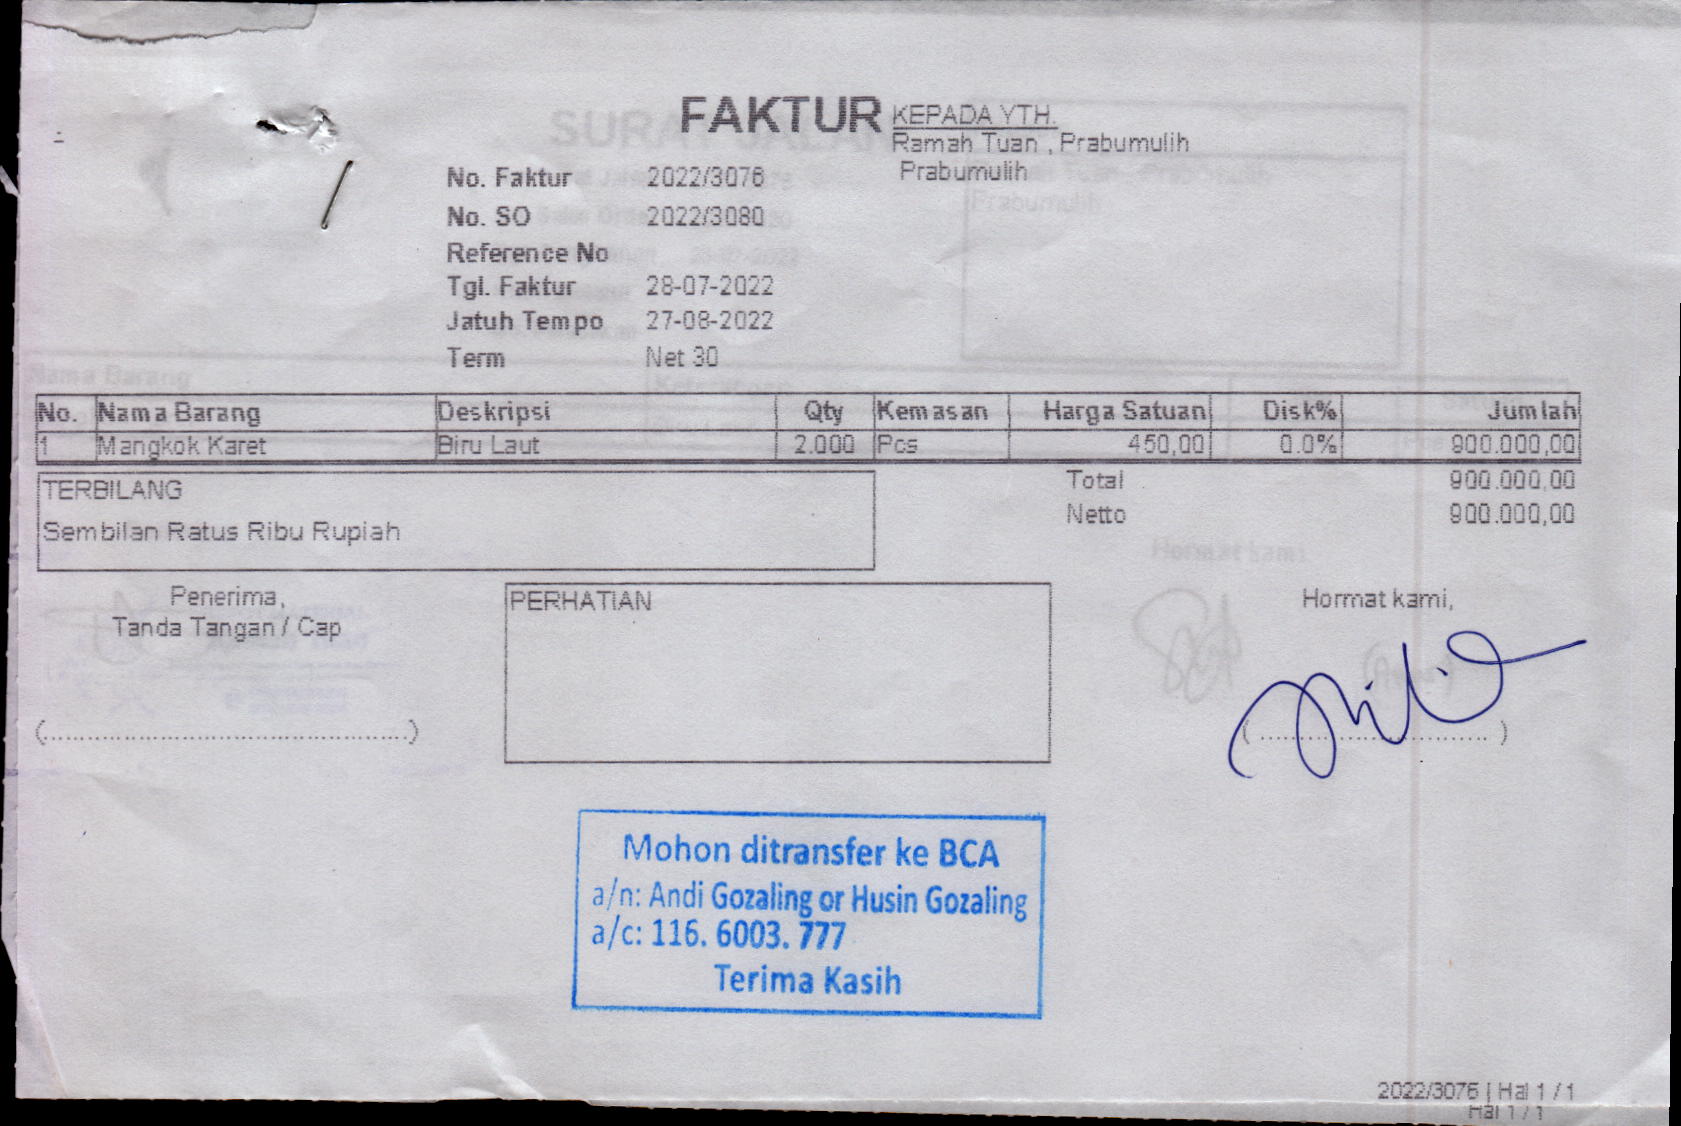 FAKTUR
KEPADA YTH.
Ramah Tuan , Prabumulih
Prabumulih
No. Faktur 2022/3076
No. SO 2022/3080
Reference No
Tgl. Faktur 28-07-2022
Jatuh Tempo 27-08-2022
Term Net 30
No. Nama Barang Deskripsi Qty Kemasan Harga Satuan Disk% Jumlah
1 Mangkok Karet Biru Laut 2.000 Pcs 450,00 0.0% 900.000,00
Total 900.000,00
Netto 900.000,00
TERBILANG
Sembilan Ratus Ribu Rupiah
Penerima,
Tanda Tangan / Cap
(..............................................)
PERHATIAN
Hormat kami,
( .............................. )
Mohon ditransfer ke BCA
a/n: Andi Gozaling or Husin Gozaling
a/c: 116. 6003. 777
Terima Kasih
2022/3076 | Hal 1 / 1
Hal 1 / 1